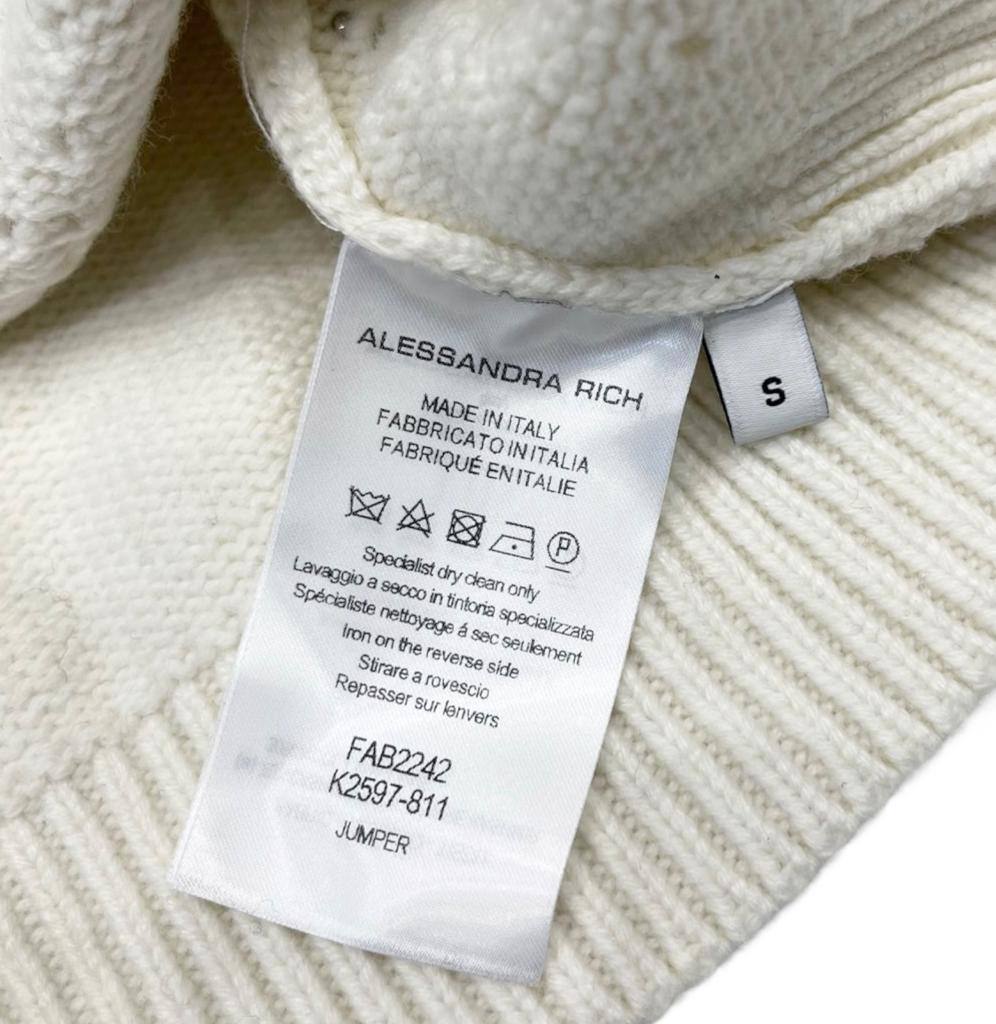 ALESSANDRA RICH
MADE IN ITALY
FABBRICATO IN ITALIA
FABRIQUÉ EN ITALIE
P
Specialist dry clean only
Lavaggio a secco in tintoria specializzata
Spécialiste nettoyage á sec seulement
Iron on the reverse side
Stirare a rovescio
Repasser sur lenvers
FAB2242
K2597-811
JUMPER
S